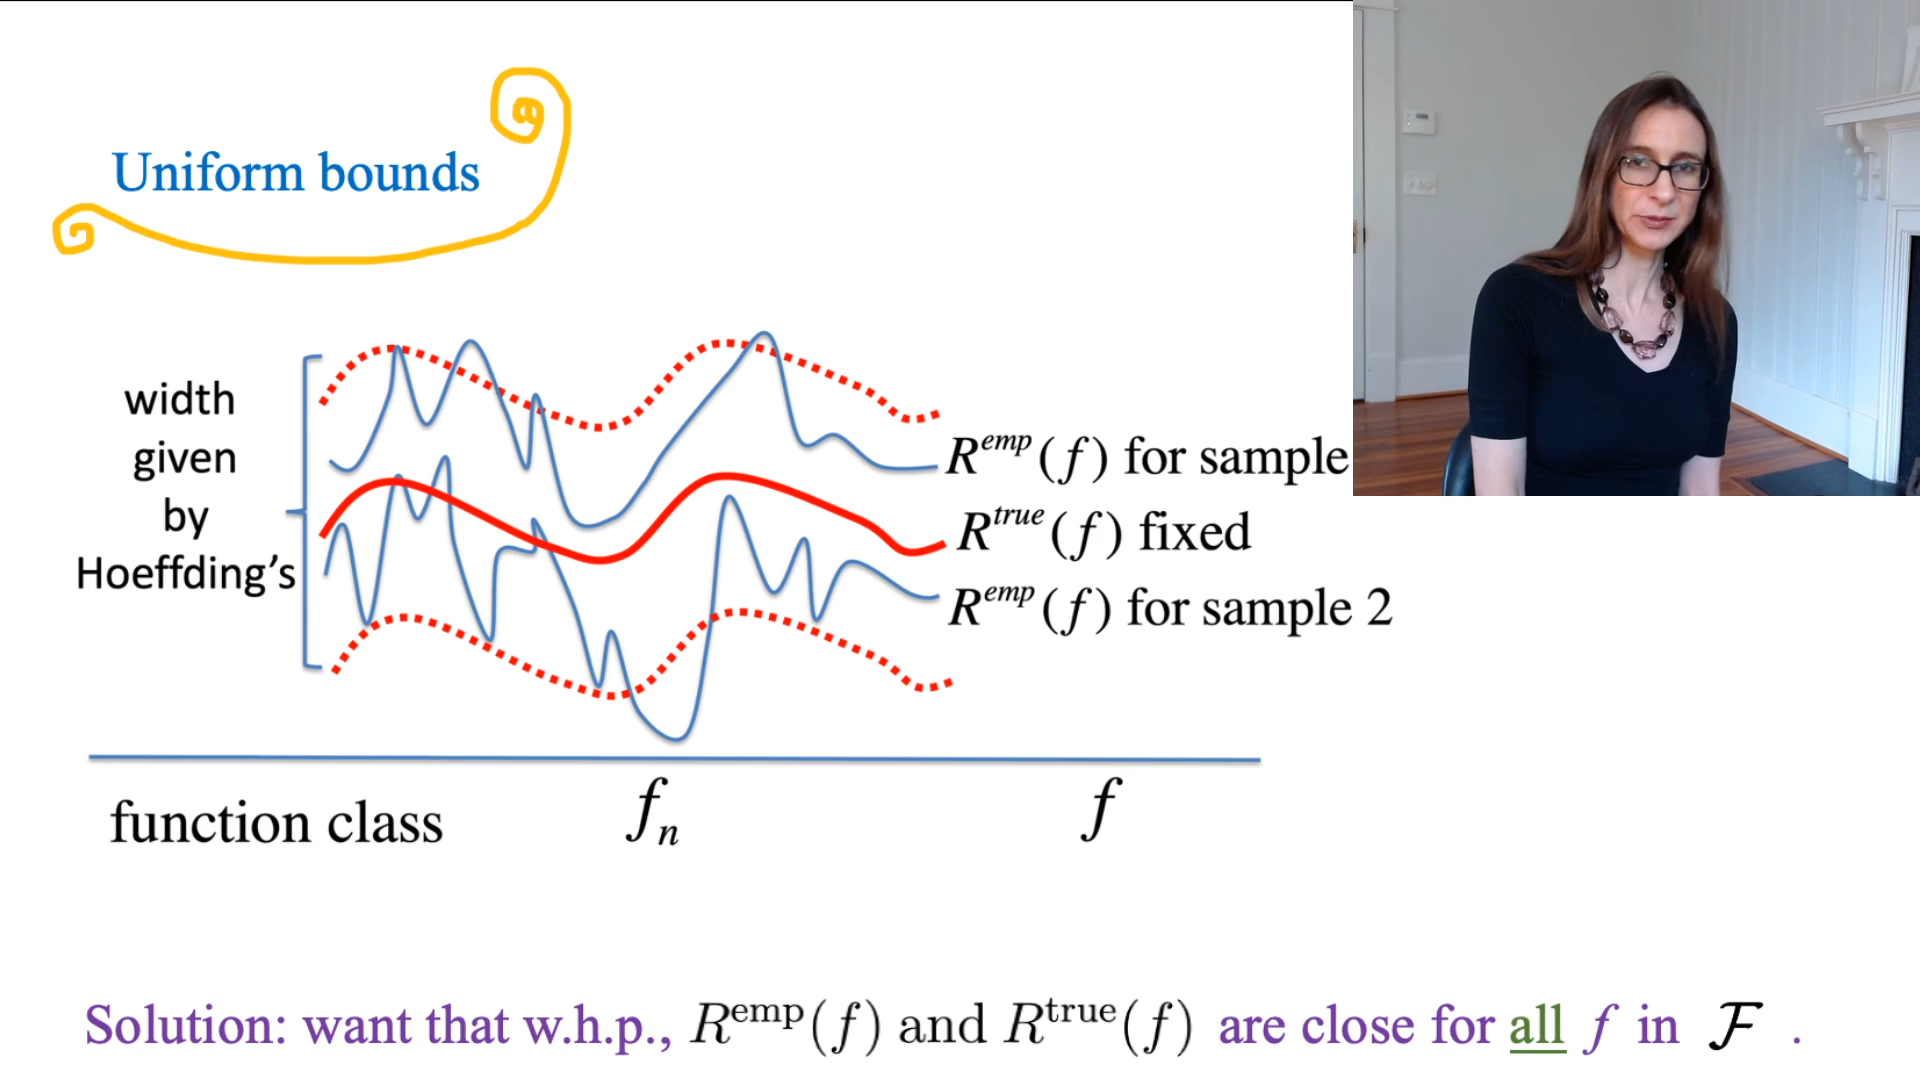 Uniform bounds
width
given
by
Hoeffding's
R^emp (f) for sample
R^true (f) fixed
R^emp (f) for sample 2
function class f_n f
Solution: want that w.h.p., R^emp(f) and R^true(f) are close for all f in ℱ .